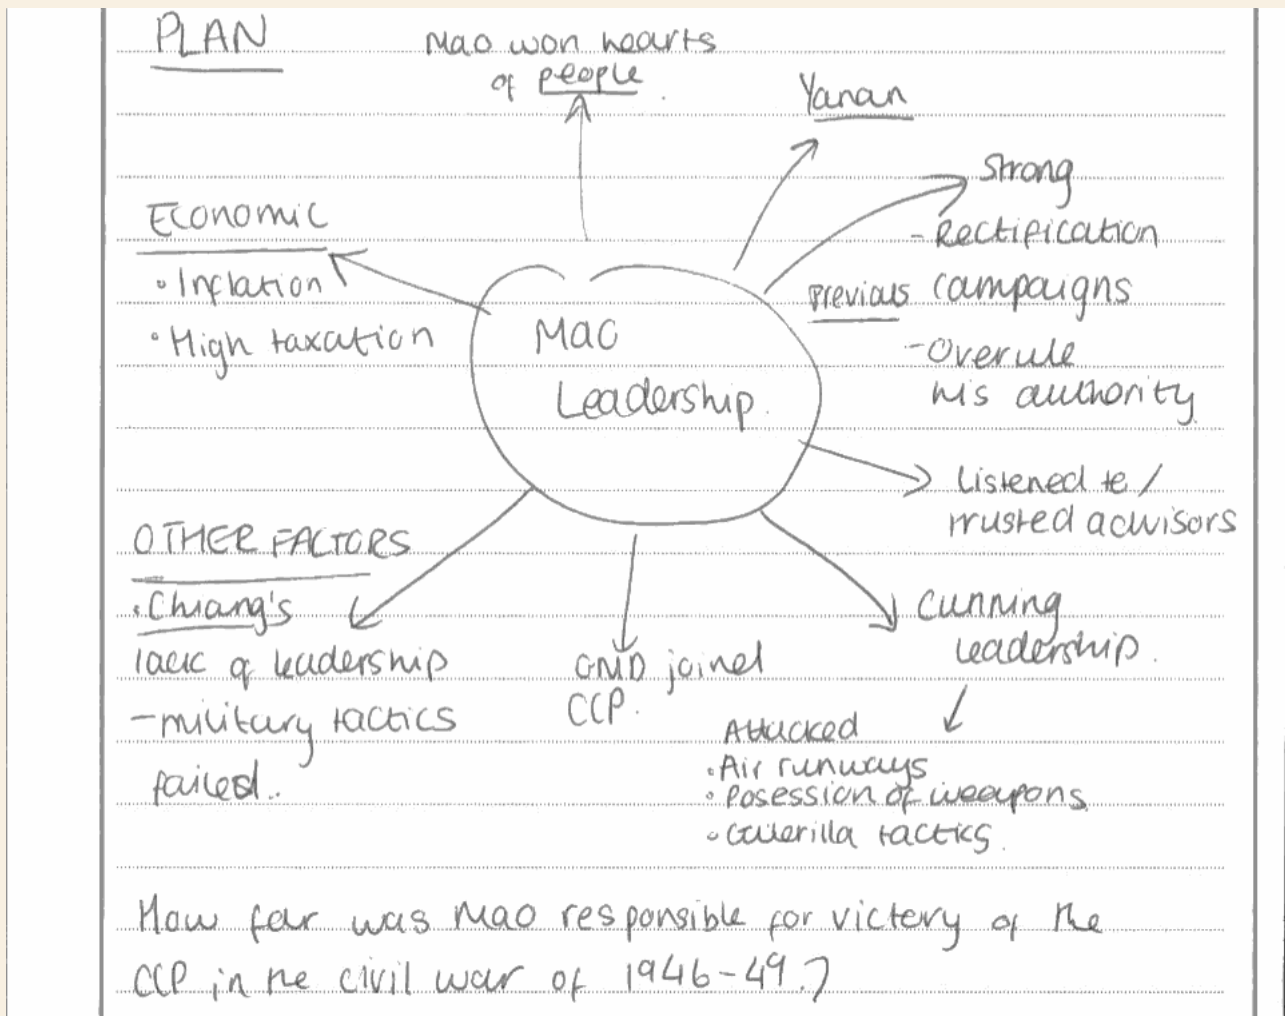 PLAN
Mao won hearts
of people.
Yanan
Strong
- Rectification
previous campaigns
- Overule
his authority
Economic
• Inflation
• High taxation
Mao
Leadership.
Listened te /
trusted advisors
OTHER FACTORS
• Chiang's
lack of leadership
- military tactics
failed..
GMD joined
CCP.
Cunning
leadership.
Attacked
• Air runways
• Posession of weapons
• Guerilla tactics.
How far was Mao responsible for victory of the
CCP in the civil war of 1946-49.?